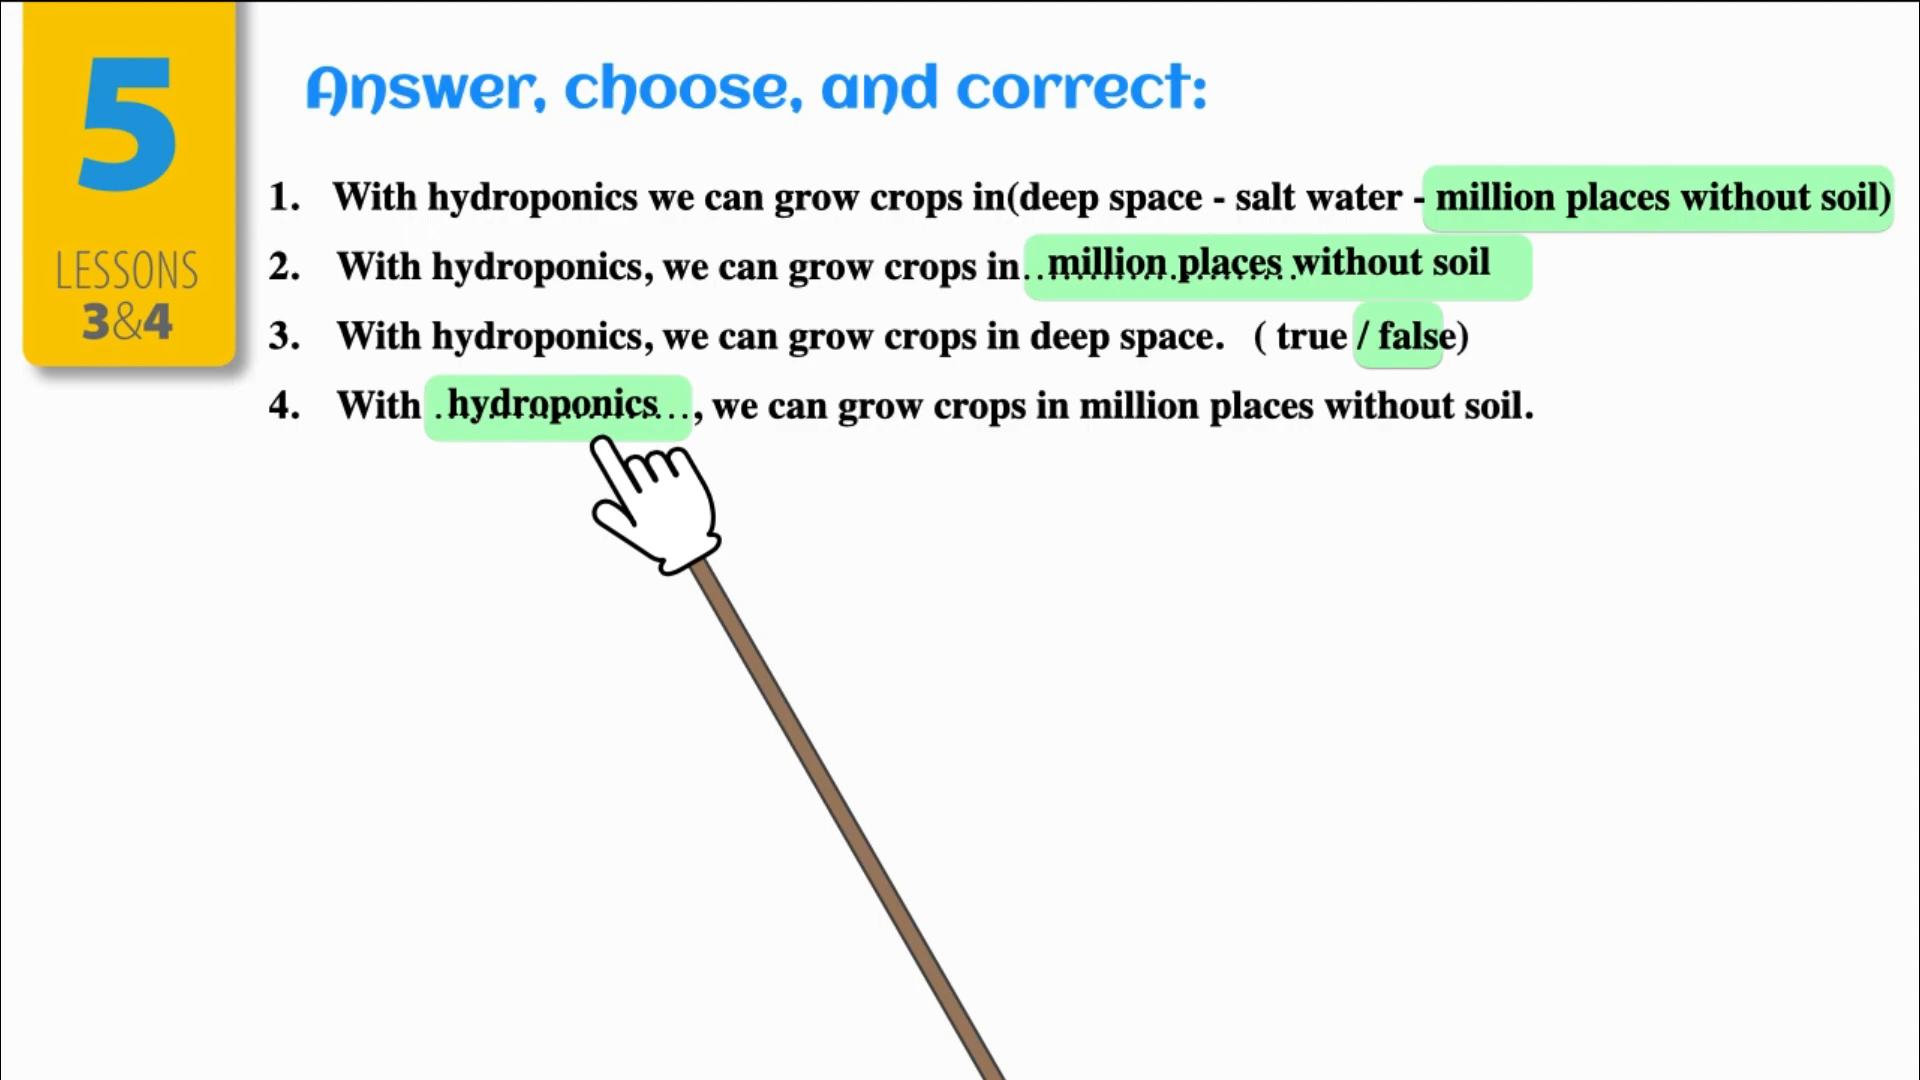 5
LESSONS
3&4
Answer, choose, and correct:
1. With hydroponics we can grow crops in(deep space - salt water - million places without soil)
2. With hydroponics, we can grow crops in..million places without soil
3. With hydroponics, we can grow crops in deep space. ( true / false)
4. With .hydroponics..., we can grow crops in million places without soil.